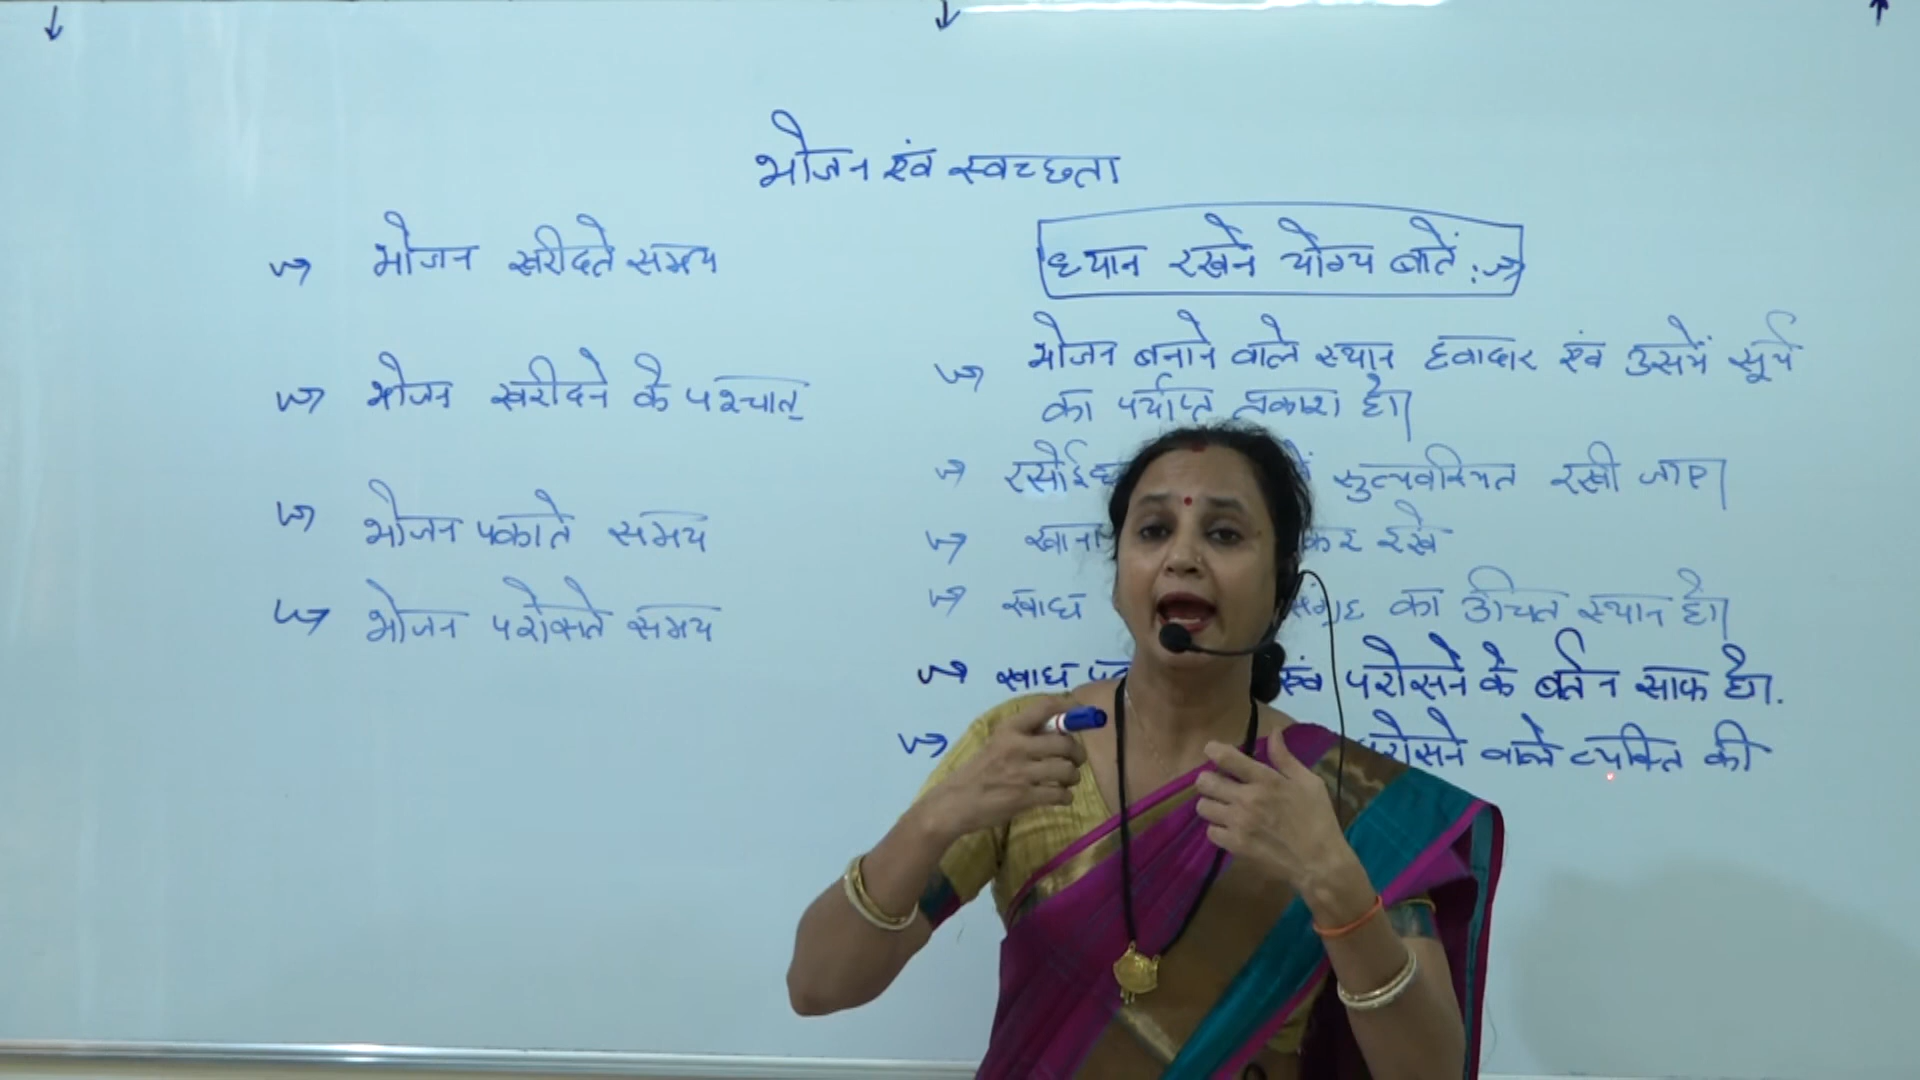 भोजन एवं स्वच्छता
भोजन खरीदते समय
भोजन खरीदने के पश्चात्
भोजन पकाते समय
भोजन परोसते समय
ध्यान रखने योग्य बातें :→
भोजन बनाने वाले स्थान हवादार एवं उसमें सूर्य
का पर्याप्त प्रकाश हो।
सुव्यवस्थित रखी जाए।
खाना कर रखे
खाद्य संग्रह का उचित स्थान हो।
खाद्य एवं परोसने के बर्तन साफ हो.
परोसने वाले व्यक्ति की